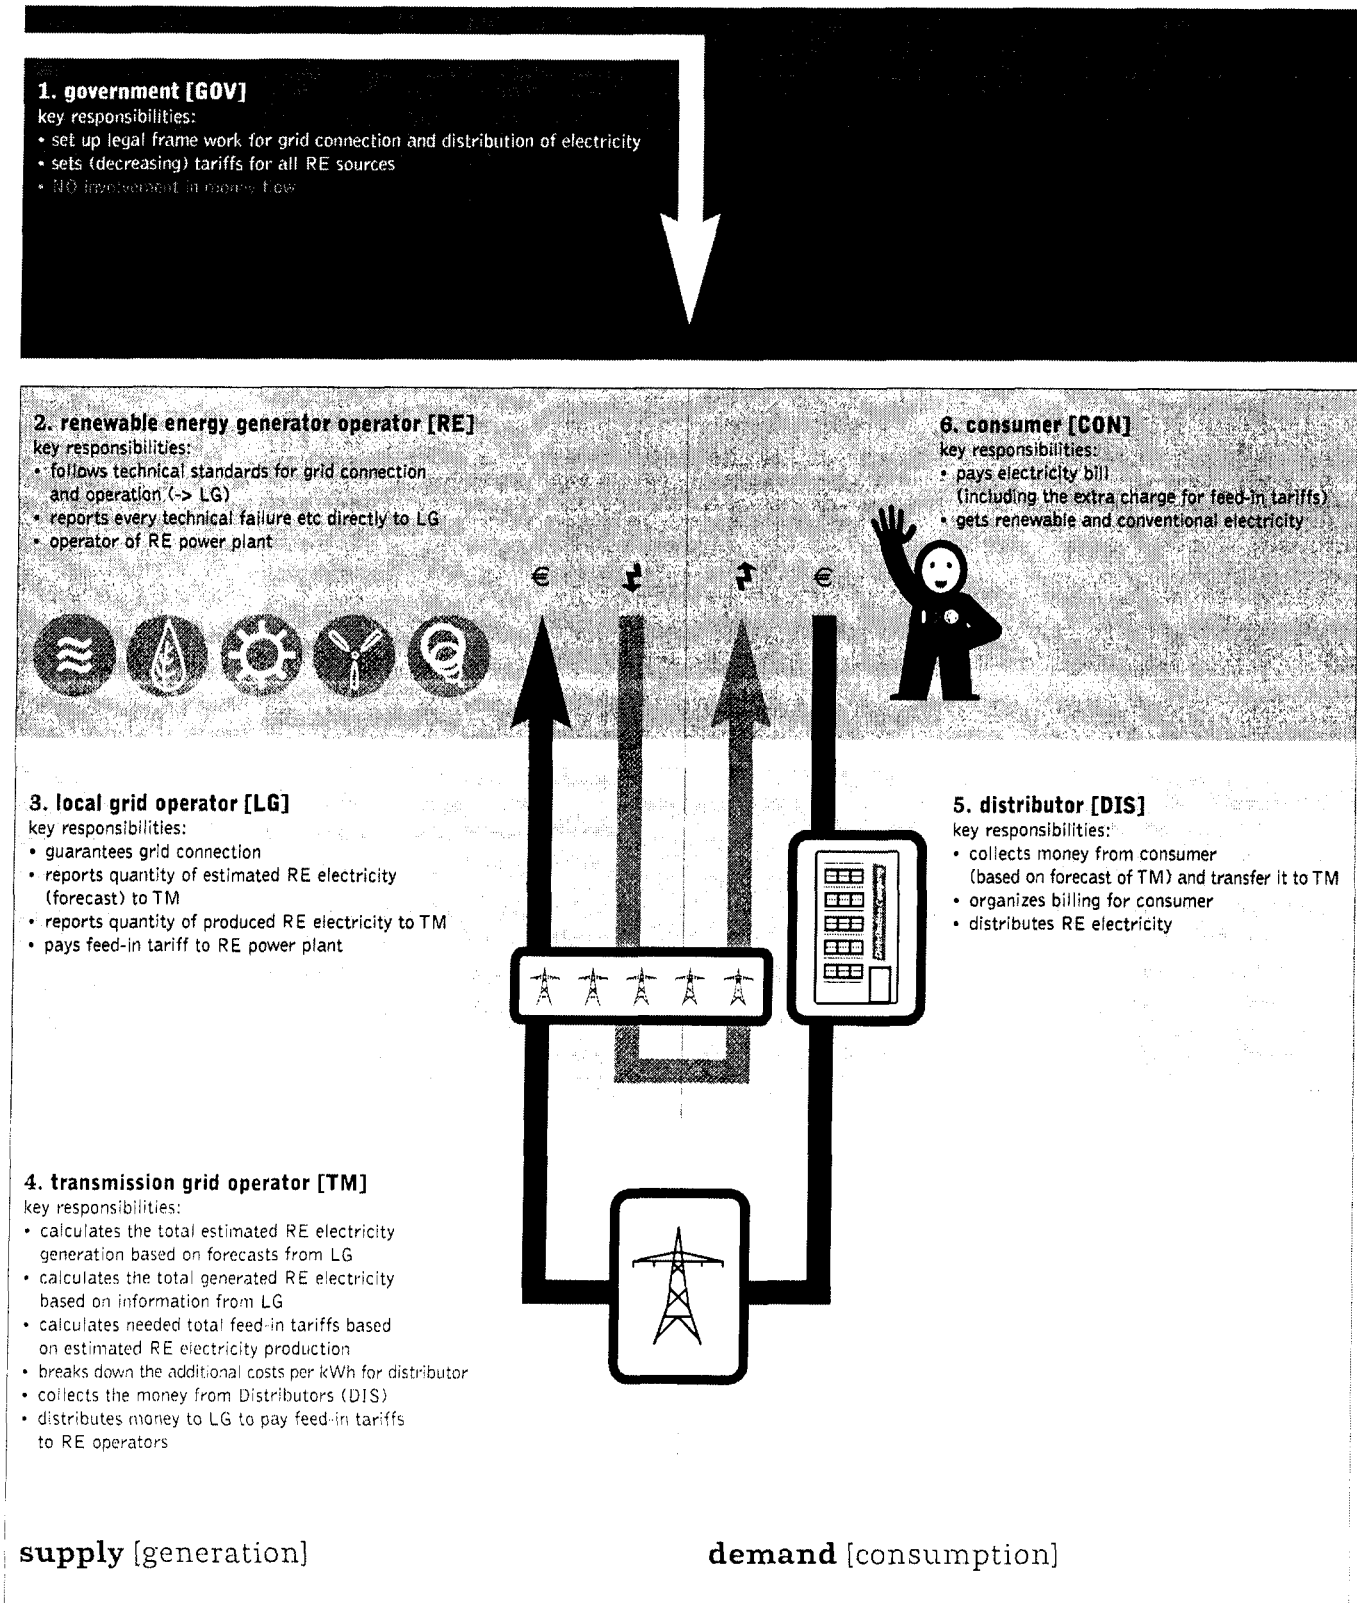 1. government [GOV]
key responsibilities:
• set up legal frame work for grid connection and distribution of electricity
• sets (decreasing) tariffs for all RE sources
• NO involvement in money flow
2. renewable energy generator operator [RE]
key responsibilities:
• follows technical standards for grid connection
and operation (-> LG)
• reports every technical failure etc directly to LG
• operator of RE power plant
6. consumer [CON]
key responsibilities:
• pays electricity bill
(including the extra charge for feed-in tariffs)
• gets renewable and conventional electricity
€ €
3. local grid operator [LG]
key responsibilities:
• guarantees grid connection
• reports quantity of estimated RE electricity
(forecast) to TM
• reports quantity of produced RE electricity to TM
• pays feed-in tariff to RE power plant
5. distributor [DIS]
key responsibilities:
• collects money from consumer
(based on forecast of TM) and transfer it to TM
• organizes billing for consumer
• distributes RE electricity
4. transmission grid operator [TM]
key responsibilities:
• calculates the total estimated RE electricity
generation based on forecasts from LG
• calculates the total generated RE electricity
based on information from LG
• calculates needed total feed-in tariffs based
on estimated RE electricity production
• breaks down the additional costs per kWh for distributor
• collects the money from Distributors (DIS)
• distributes money to LG to pay feed-in tariffs
to RE operators
supply [generation]
demand [consumption]